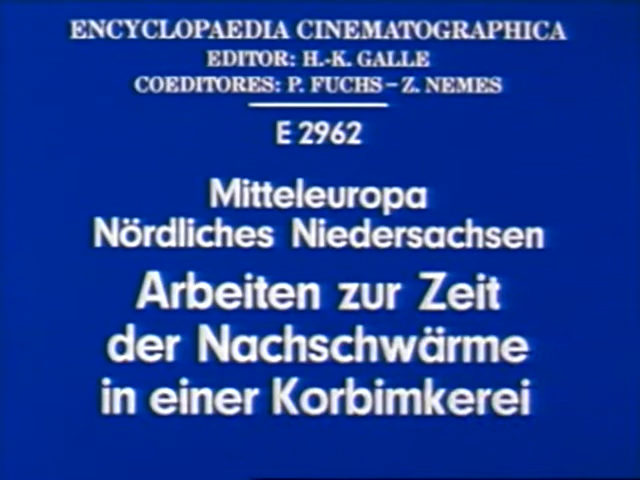 ENCYCLOPAEDIA CINEMATOGRAPHICA
EDITOR: H.-K. GALLE
COEDITORES: P. FUCHS – Z. NEMES
E 2962
Mitteleuropa
Nördliches Niedersachsen
Arbeiten zur Zeit
der Nachschwärme
in einer Korbimkerei